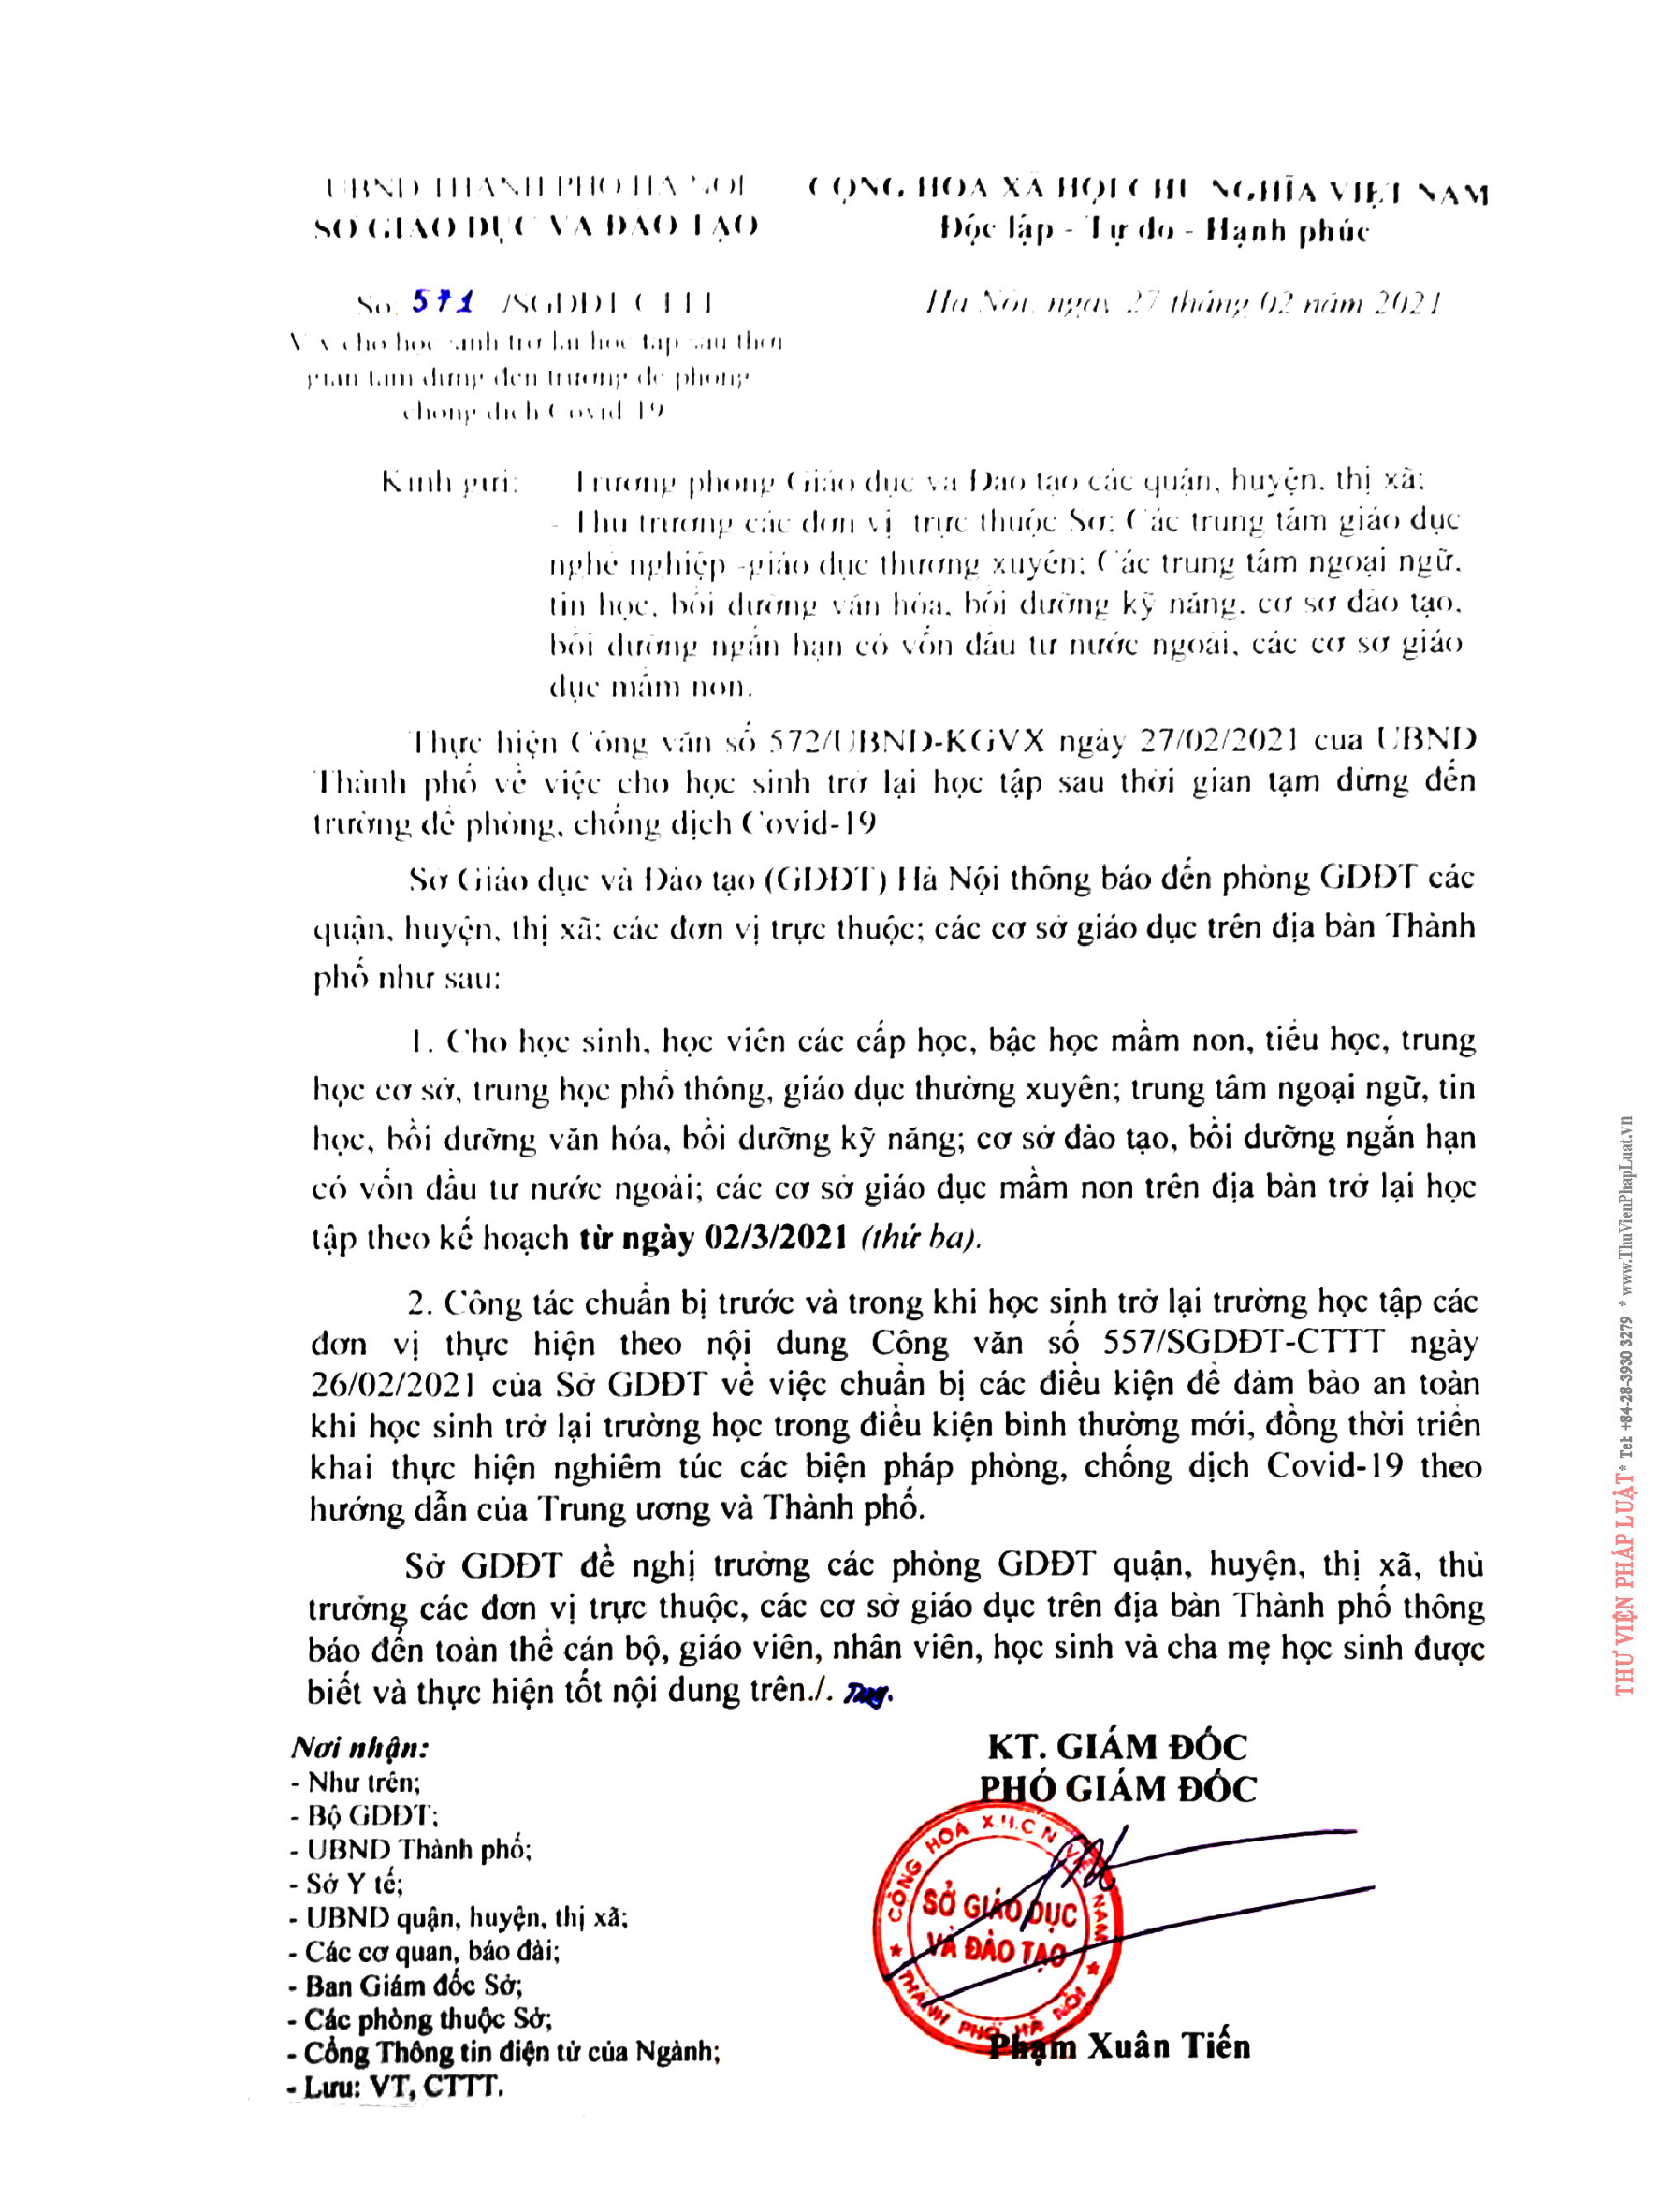 UBND THÀNH PHỐ HÀ NỘI
SỞ GIÁO DỤC VÀ ĐÀO TẠO
CỘNG HÒA XÃ HỘI CHỦ NGHĨA VIỆT NAM
Độc lập - Tự do - Hạnh phúc
Số: 571 /SGDĐT-CTTT
V/v cho học sinh trở lại học tập sau thời
gian tạm dừng đến trường để phòng
chống dịch Covid-19
Hà Nội, ngày 27 tháng 02 năm 2021
Kính gửi:
Trưởng phòng Giáo dục và Đào tạo các quận, huyện, thị xã;
- Thủ trưởng các đơn vị trực thuộc Sở; Các trung tâm giáo dục
nghề nghiệp -giáo dục thường xuyên; Các trung tâm ngoại ngữ,
tin học, bồi dưỡng văn hóa, bồi dưỡng kỹ năng, cơ sở đào tạo,
bồi dưỡng ngắn hạn có vốn đầu tư nước ngoài, các cơ sở giáo
dục mầm non.
Thực hiện Công văn số 572/UBND-KGVX ngày 27/02/2021 của UBND
Thành phố về việc cho học sinh trở lại học tập sau thời gian tạm dừng đến
trường để phòng, chống dịch Covid-19
Sở Giáo dục và Đào tạo (GDĐT) Hà Nội thông báo đến phòng GDĐT các
quận, huyện, thị xã; các đơn vị trực thuộc; các cơ sở giáo dục trên địa bàn Thành
phố như sau:
1. Cho học sinh, học viên các cấp học, bậc học mầm non, tiểu học, trung
học cơ sở, trung học phổ thông, giáo dục thường xuyên; trung tâm ngoại ngữ, tin
học, bồi dưỡng văn hóa, bồi dưỡng kỹ năng; cơ sở đào tạo, bồi dưỡng ngắn hạn
có vốn đầu tư nước ngoài; các cơ sở giáo dục mầm non trên địa bàn trở lại học
tập theo kế hoạch từ ngày 02/3/2021 (thứ ba).
2. Công tác chuẩn bị trước và trong khi học sinh trở lại trường học tập các
đơn vị thực hiện theo nội dung Công văn số 557/SGDĐT-CTTT ngày
26/02/2021 của Sở GDĐT về việc chuẩn bị các điều kiện để đảm bảo an toàn
khi học sinh trở lại trường học trong điều kiện bình thường mới, đồng thời triển
khai thực hiện nghiêm túc các biện pháp phòng, chống dịch Covid-19 theo
hướng dẫn của Trung ương và Thành phố.
Sở GDĐT đề nghị trưởng các phòng GDĐT quận, huyện, thị xã, thủ
trưởng các đơn vị trực thuộc, các cơ sở giáo dục trên địa bàn Thành phố thông
báo đến toàn thể cán bộ, giáo viên, nhân viên, học sinh và cha mẹ học sinh được
biết và thực hiện tốt nội dung trên./.
Nơi nhận:
- Như trên;
- Bộ GDĐT;
- UBND Thành phố;
- Sở Y tế;
- UBND quận, huyện, thị xã;
- Các cơ quan, báo đài;
- Ban Giám đốc Sở;
- Các phòng thuộc Sở;
- Cổng Thông tin điện tử của Ngành;
- Lưu: VT, CTTT.
KT. GIÁM ĐỐC
PHÓ GIÁM ĐỐC
CỘNG HOÀ X.H.C.N VIỆT NAM
SỞ GIÁO DỤC
VÀ ĐÀO TẠO
THÀNH PHỐ HÀ NỘI
Phạm Xuân Tiến
THƯ VIỆN PHÁP LUẬT* Tel: +84-28-3930 3279 * www.ThuVienPhapLuat.vn